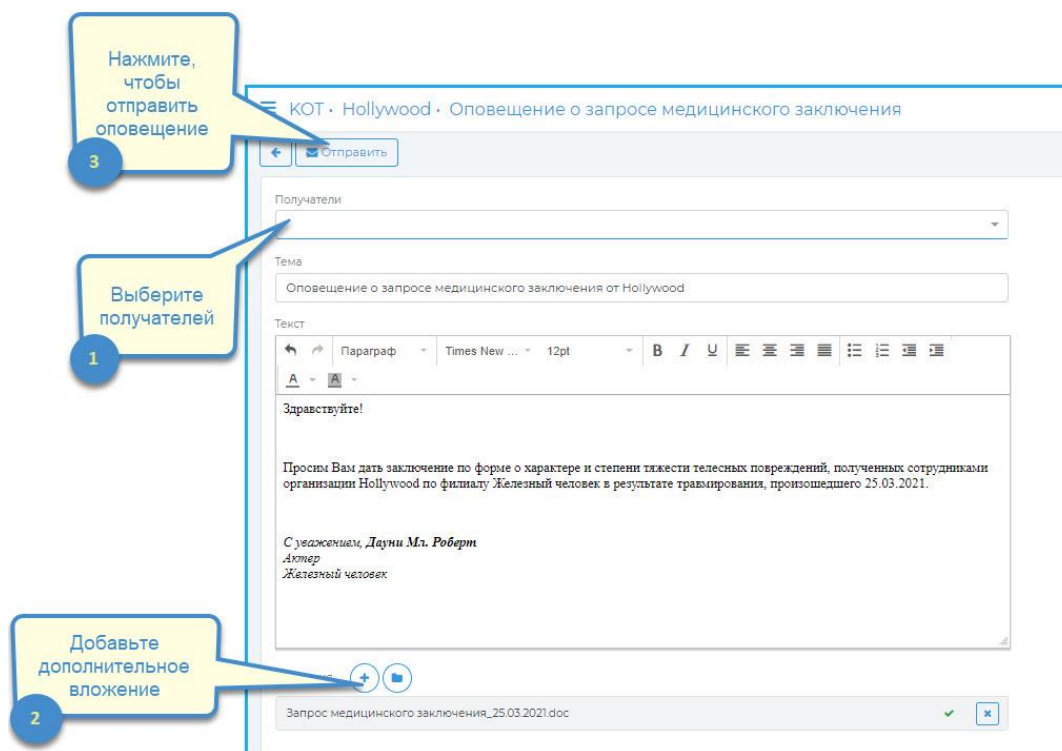 Нажмите,
чтобы
отправить
оповещение
3
КОТ • Hollywood • Оповещение о запросе медицинского заключения
Отправить
Получатели
Выберите
получателей
1
Тема
Оповещение о запросе медицинского заключения от Hollywood
Текст
Параграф Times New ... 12pt B I U
A A
Здравствуйте!
Просим Вам дать заключение по форме о характере и степени тяжести телесных повреждений, полученных сотрудниками
организации Hollywood по филиалу Железный человек в результате травмирования, произошедшего 25.03.2021.
С уважением, Дауни Мл. Роберт
Актер
Железный человек
Добавьте
дополнительное
вложение
2
Запрос медицинского заключения_25.03.2021.doc